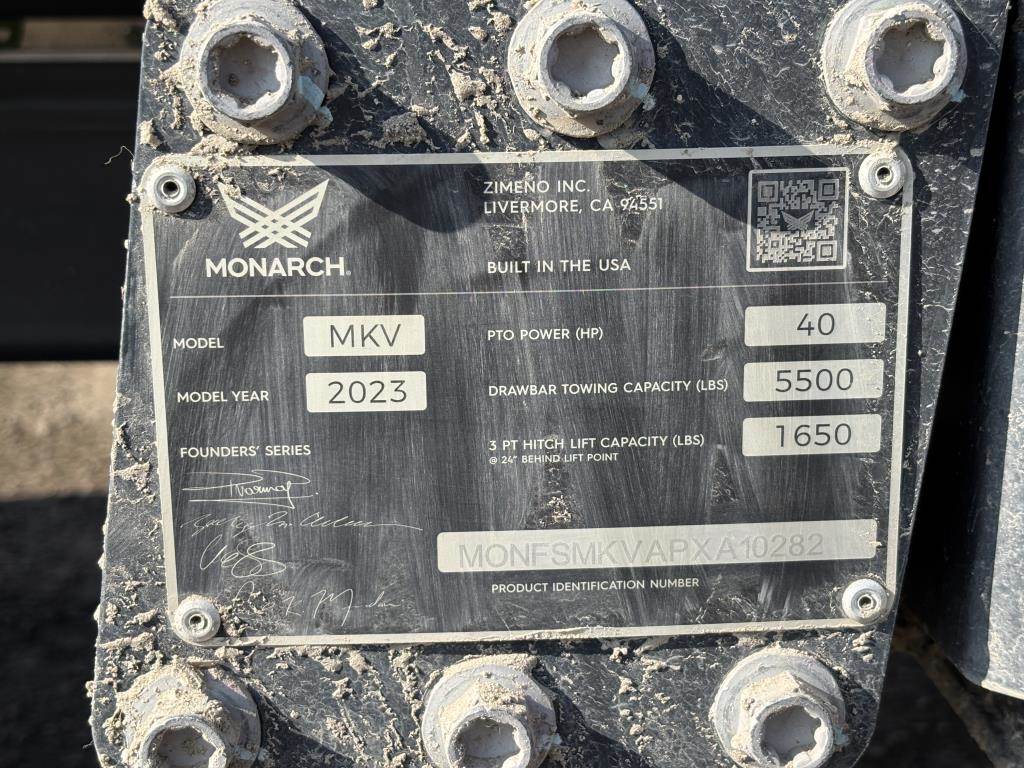 ZIMENO INC.
LIVERMORE, CA 94551
MONARCH®
BUILT IN THE USA
MODEL MKV
PTO POWER (HP) 40
MODEL YEAR 2023
DRAWBAR TOWING CAPACITY (LBS) 5500
FOUNDERS' SERIES
3 PT HITCH LIFT CAPACITY (LBS) 1650
@ 24" BEHIND LIFT POINT
MONFSMKVAPXA10282
PRODUCT IDENTIFICATION NUMBER